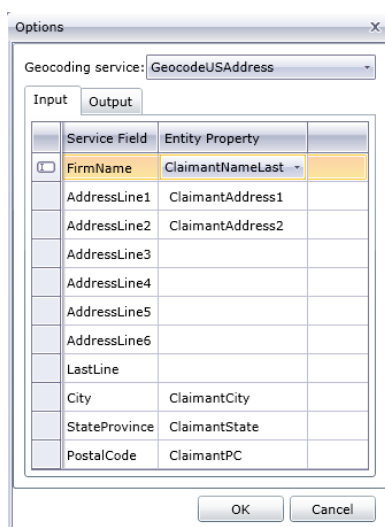 Options X
Geocoding service: GeocodeUSAddress
Input Output
Service Field Entity Property
FirmName ClaimantNameLast
AddressLine1 ClaimantAddress1
AddressLine2 ClaimantAddress2
AddressLine3
AddressLine4
AddressLine5
AddressLine6
LastLine
City ClaimantCity
StateProvince ClaimantState
PostalCode ClaimantPC
OK Cancel